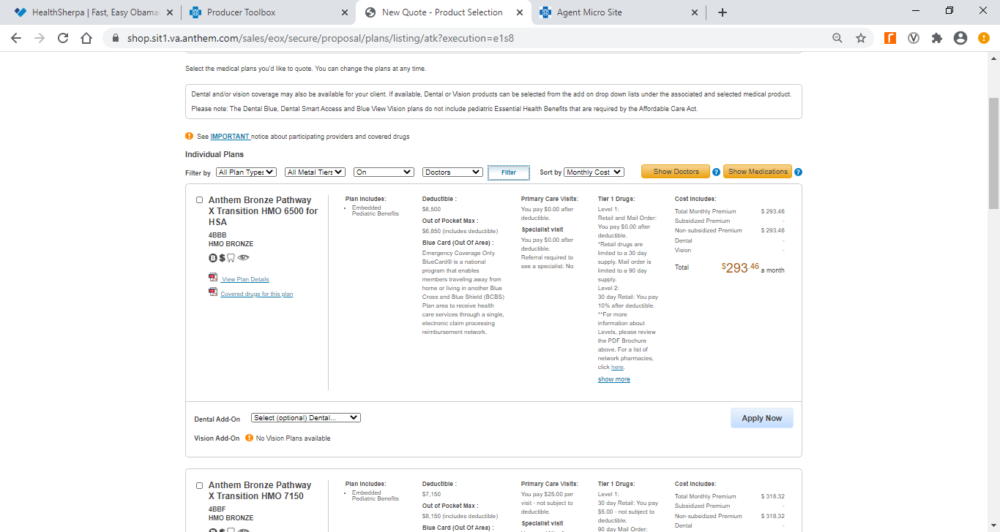 HealthSherpa | Fast, Easy Obama
Producer Toolbox
New Quote - Product Selection
Agent Micro Site
shop.sit1.va.anthem.com/sales/eox/secure/proposal/plans/listing/atk?execution=e1s8
Select the medical plans you'd like to quote. You can change the plans at any time.
Dental and/or vision coverage may also be available for your client. If available, Dental or Vision products can be selected from the add on drop down lists under the associated and selected medical product.
Please note: The Dental Blue, Dental Smart Access and Blue View Vision plans do not include pediatric Essential Health Benefits that are required by the Affordable Care Act.
See IMPORTANT notice about participating providers and covered drugs
Individual Plans
Filter by All Plan Types All Metal Tiers On Doctors Filter Sort by Monthly Cost Show Doctors ? Show Medications ?
Anthem Bronze Pathway
X Transition HMO 6500 for
HSA
4BBB
HMO BRONZE
View Plan Details
Covered drugs for this plan
Plan Includes:
• Embedded
Pediatric Benefits
Deductible :
$6,500
Out of Pocket Max :
$6,850 (includes deductible)
Blue Card (Out Of Area) :
Emergency Coverage Only
BlueCard® is a national
program that enables
members traveling away from
home or living in another Blue
Cross and Blue Shield (BCBS)
Plan area to receive health
care services through a single,
electronic claim processing
reimbursement network.
Primary Care Visits:
You pay $0.00 after
deductible.
Specialist visit
You pay $0.00 after
deductible.
Referral required to
see a specialist: No
Tier 1 Drugs:
Level 1:
Retail and Mail Order:
You pay $0.00 after
deductible.
*Retail drugs are
limited to a 30 day
supply. Mail order is
limited to a 90 day
supply.
Level 2:
30 day Retail: You pay
10% after deductible.
**For more
information about
Levels, please review
the PDF Brochure
above. For a list of
network pharmacies,
click here.
show more
Cost Includes:
Total Monthly Premium $ 293.46
Subsidized Premium -
Non-subsidized Premium $ 293.46
Dental -
Vision -
Total $293.46 a month
Dental Add-On Select (optional) Dental...
Apply Now
Vision Add-On No Vision Plans available
Anthem Bronze Pathway
X Transition HMO 7150
4BBF
HMO BRONZE
Plan Includes:
• Embedded
Pediatric Benefits
Deductible :
$7,150
Out of Pocket Max :
$8,150 (includes deductible)
Blue Card (Out Of Area) :
Primary Care Visits:
You pay $25.00 per
visit - not subject to
deductible.
Specialist visit
Tier 1 Drugs:
Level 1:
30 day Retail: You pay
$5.00 - not subject to
deductible.
90 day Mail Order:
Cost Includes:
Total Monthly Premium $ 318.32
Subsidized Premium -
Non-subsidized Premium $ 318.32
Dental -